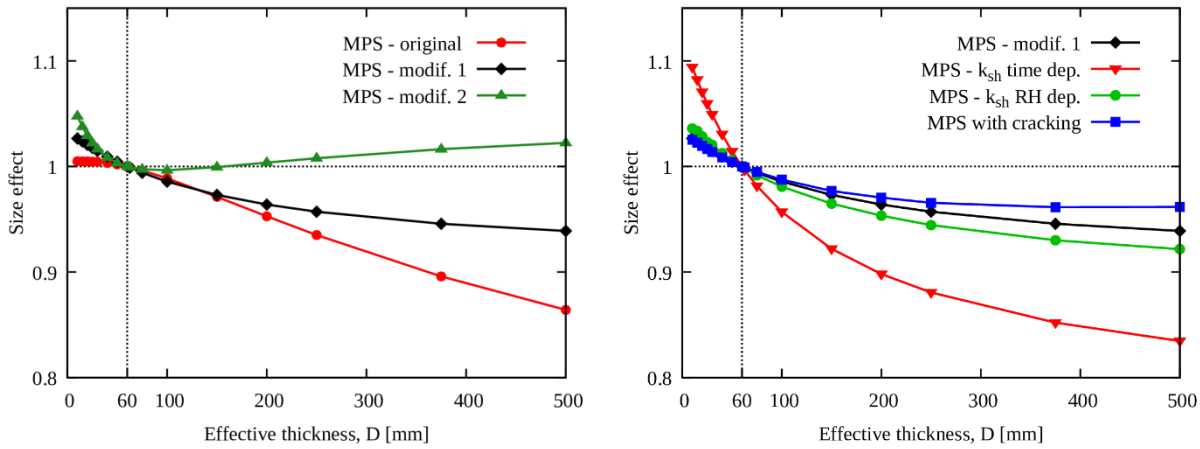 MPS - original
MPS - modif. 1
MPS - modif. 2
1.1
1
0.9
0.8
0 60 100 200 300 400 500
Size effect
Effective thickness, D [mm]
MPS - modif. 1
MPS - ksh time dep.
MPS - ksh RH dep.
MPS with cracking
1.1
1
0.9
0.8
0 60 100 200 300 400 500
Size effect
Effective thickness, D [mm]